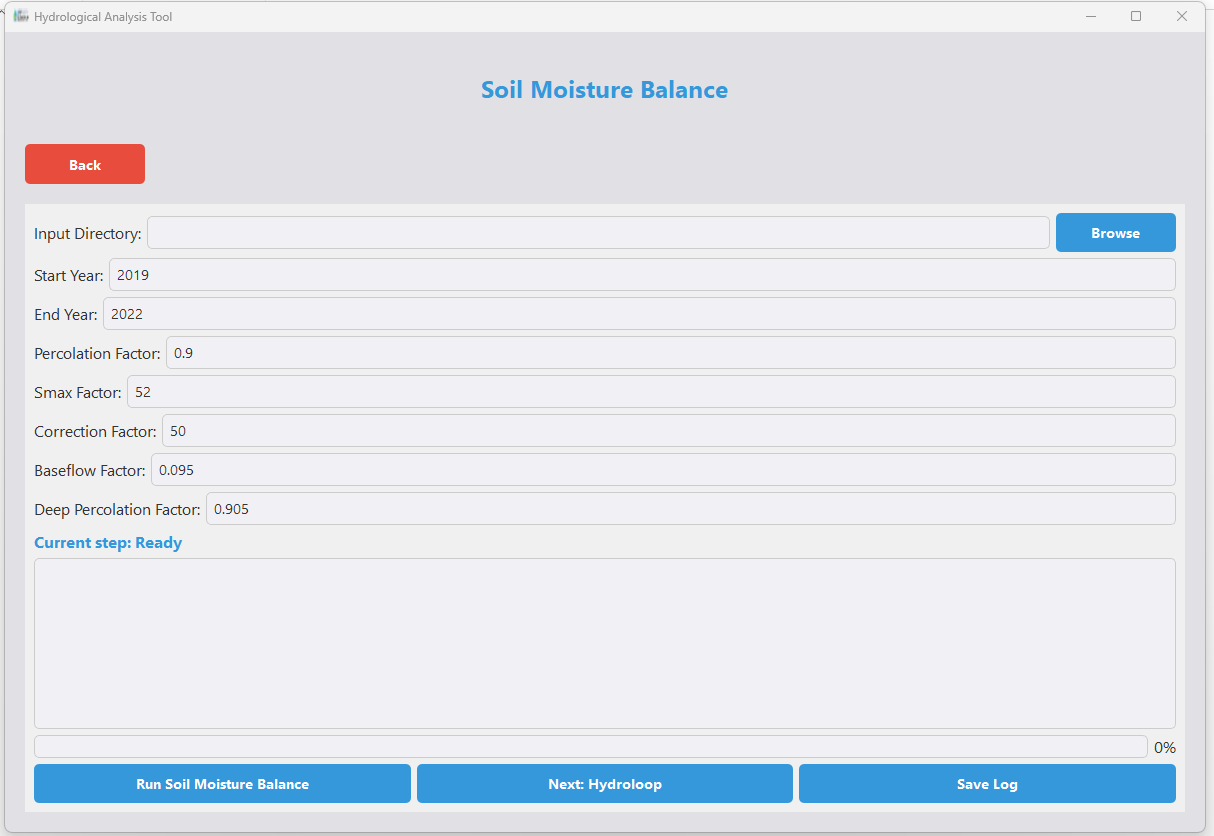 Hydrological Analysis Tool
Soil Moisture Balance
Back
Input Directory:
Browse
Start Year: 2019
End Year: 2022
Percolation Factor: 0.9
Smax Factor: 52
Correction Factor: 50
Baseflow Factor: 0.095
Deep Percolation Factor: 0.905
Current step: Ready
0%
Run Soil Moisture Balance
Next: Hydroloop
Save Log